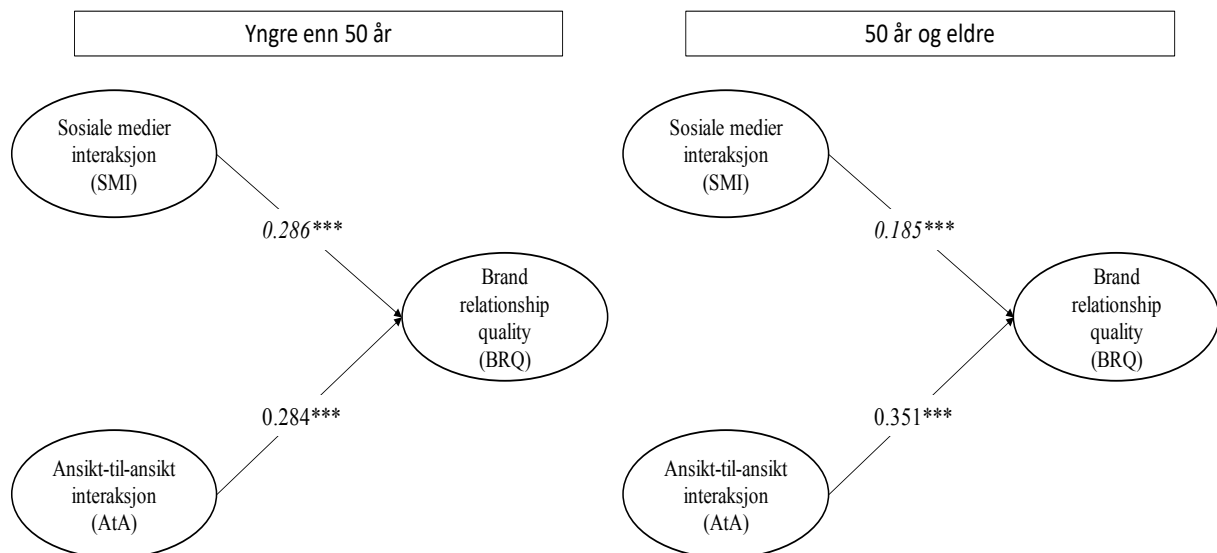 Yngre enn 50 år
Sosiale medier
interaksjon
(SMI)
0.286***
Brand
relationship
quality
(BRQ)
0.284***
Ansikt-til-ansikt
interaksjon
(AtA)
50 år og eldre
Sosiale medier
interaksjon
(SMI)
0.185***
Brand
relationship
quality
(BRQ)
0.351***
Ansikt-til-ansikt
interaksjon
(AtA)